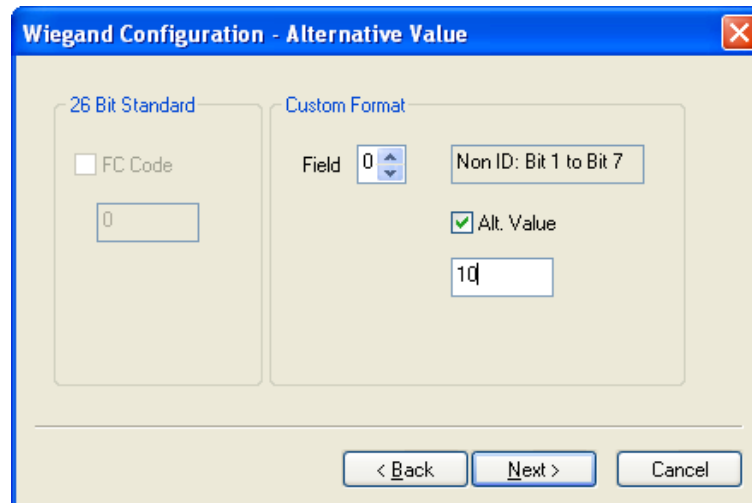 Wiegand Configuration - Alternative Value
26 Bit Standard
FC Code
0
Custom Format
Field 0 Non ID: Bit 1 to Bit 7
Alt. Value
10
< Back Next > Cancel